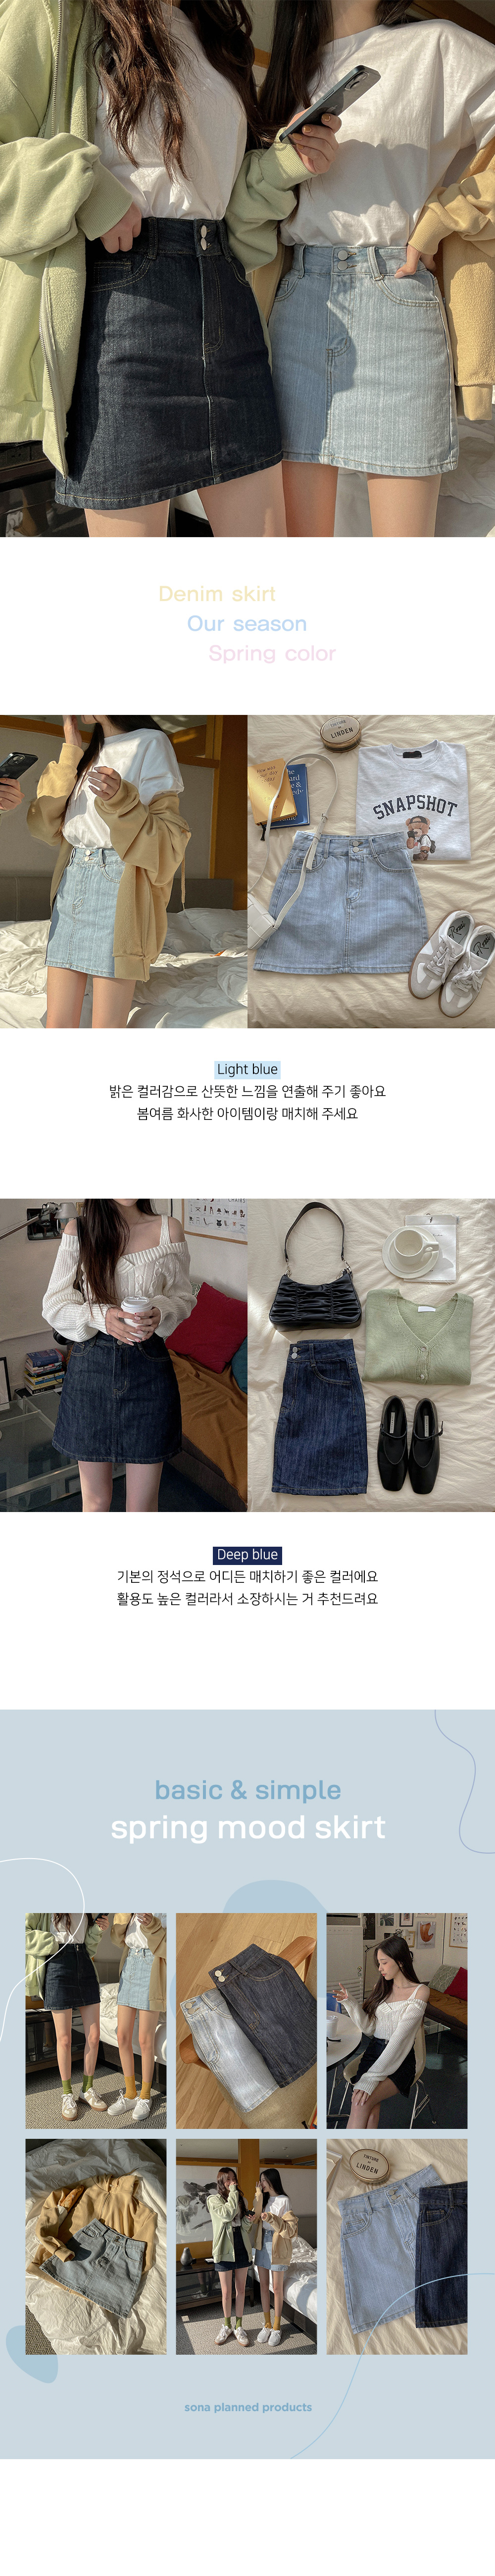 Denim skirt
Our season
Spring color
LINDEN
SNAPSHOT
Light blue
밝은 컬러감으로 산뜻한 느낌을 연출해 주기 좋아요
봄여름 화사한 아이템이랑 매치해 주세요
Deep blue
기본의 정석으로 어디든 매치하기 좋은 컬러에요
활용도 높은 컬러라서 소장하시는 거 추천드려요
basic & simple
spring mood skirt
LINDEN
sona planned products